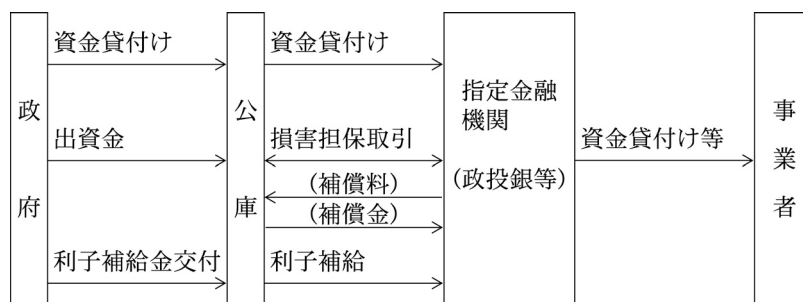 政府
資金貸付け
出資金
利子補給金交付
公庫
資金貸付け
損害担保取引
(補償料)
(補償金)
利子補給
指定金融
機関
(政投銀等)
資金貸付け等
事業者